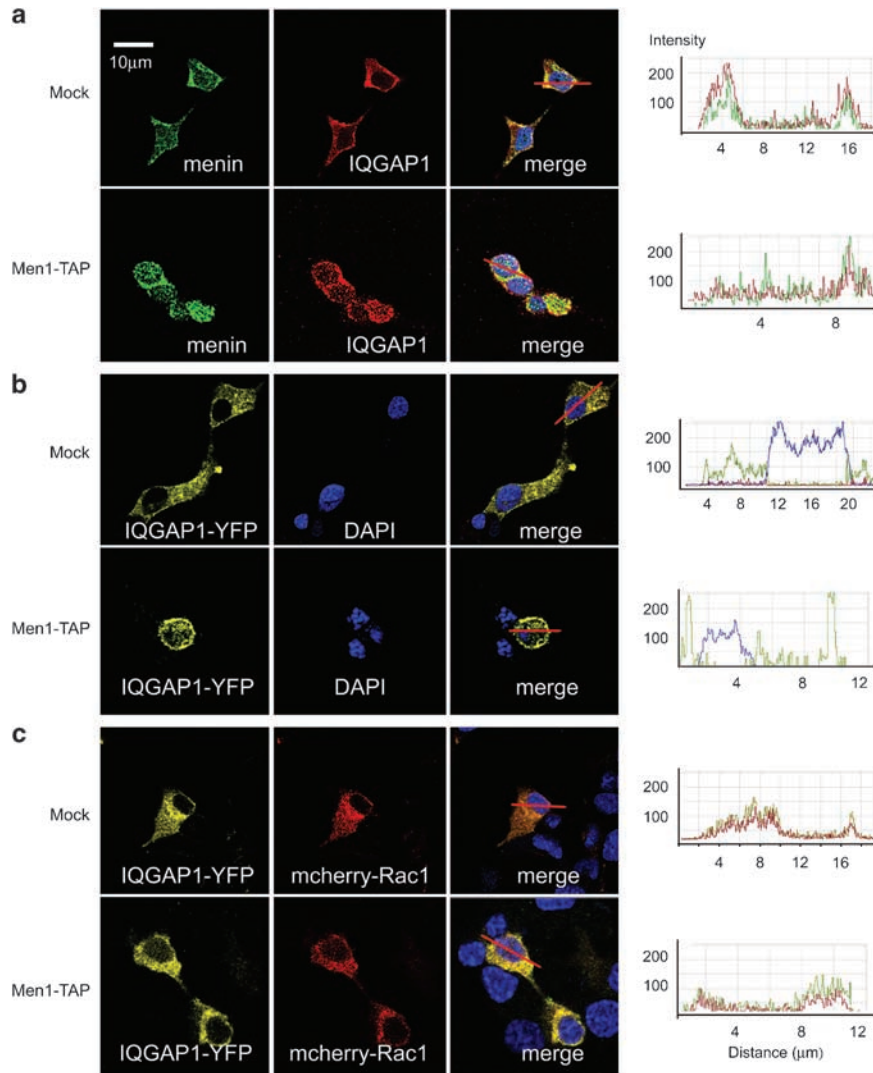 a
10μm
Mock
menin
IQGAP1
merge
Intensity
200
100
4 8 9 12 16
Men1-TAP
menin
IQGAP1
merge
200
100
4 8
b
Mock
IQGAP1-YFP
DAPI
merge
200
100
4 8 12 16 20
Men1-TAP
IQGAP1-YFP
DAPI
merge
200
100
4 8 12
c
Mock
IQGAP1-YFP
mcherry-Rac1
merge
200
100
4 8 12 16
Men1-TAP
IQGAP1-YFP
mcherry-Rac1
merge
200
100
4 8 12
Distance (μm)